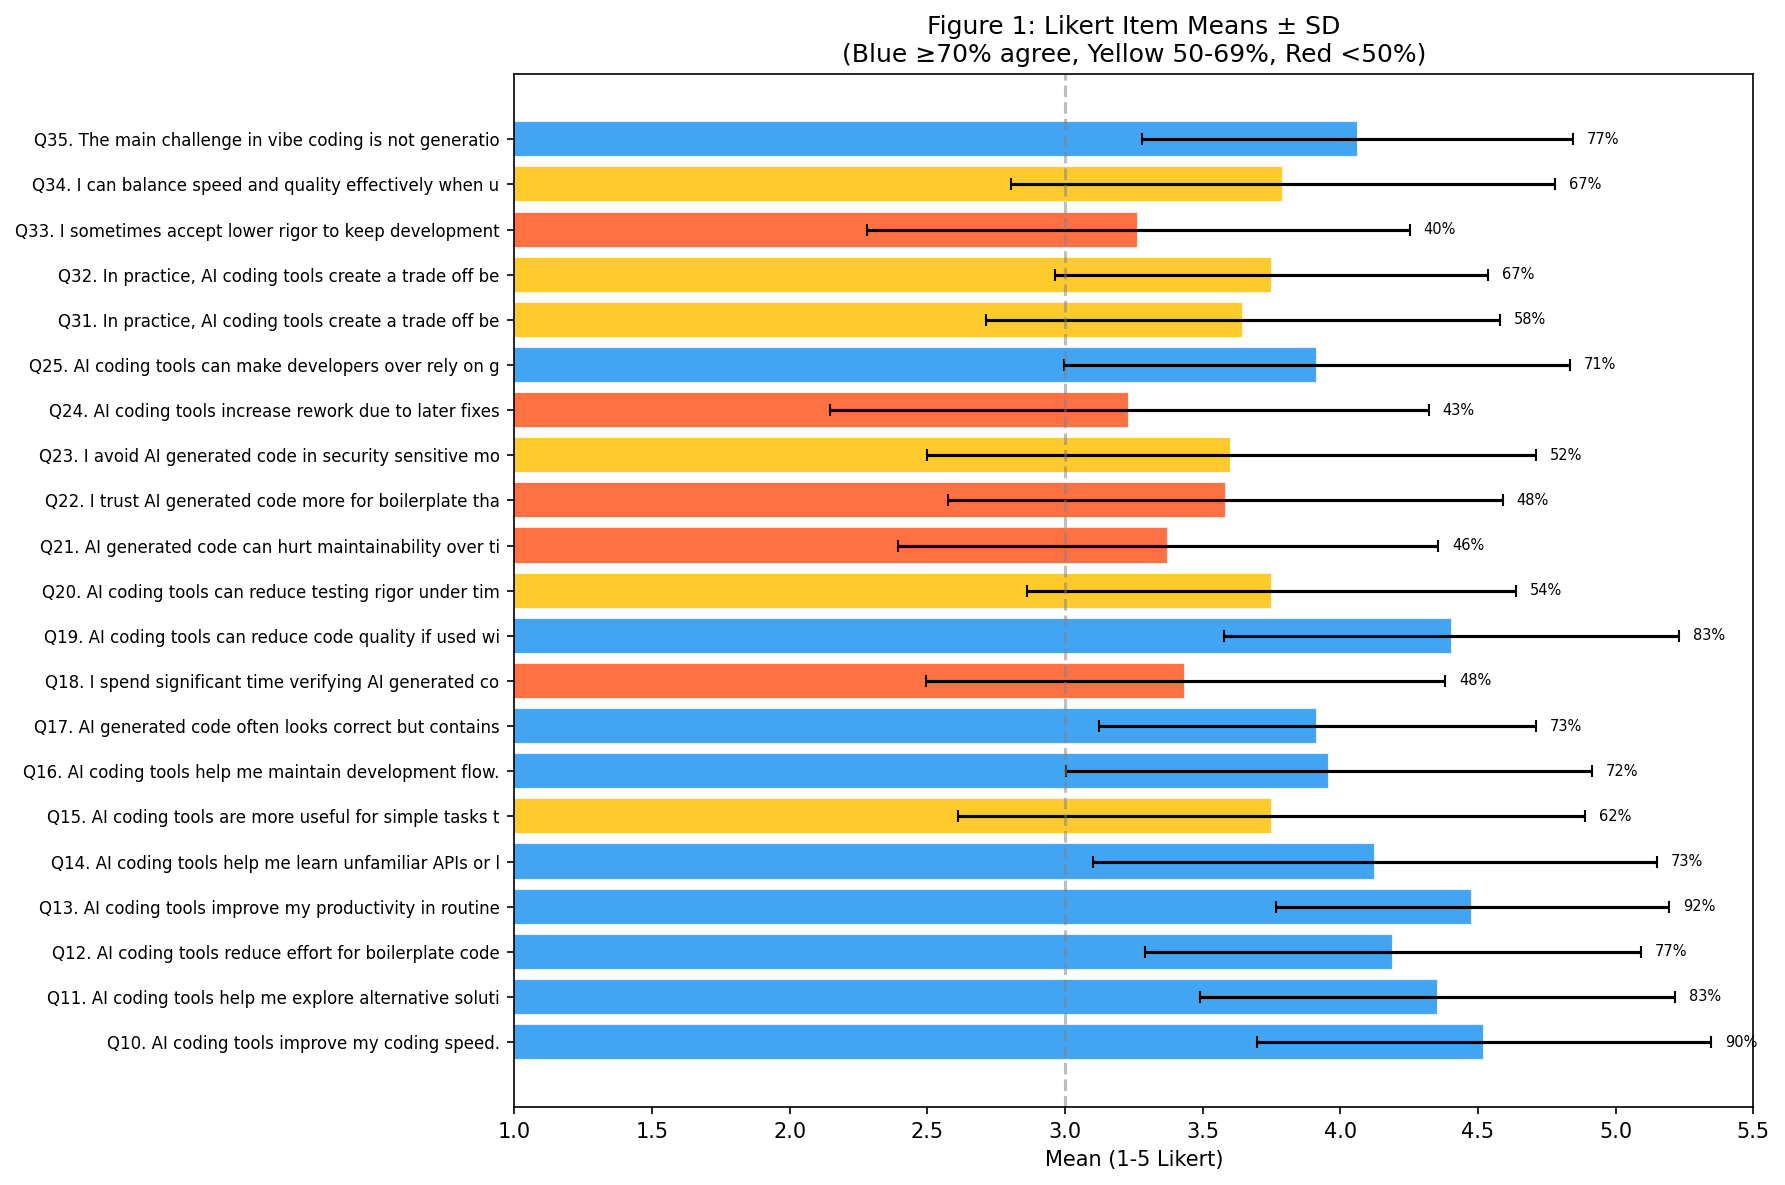 Figure 1: Likert Item Means ± SD
(Blue ≥70% agree, Yellow 50-69%, Red <50%)
Q35. The main challenge in vibe coding is not generatio 77%
Q34. I can balance speed and quality effectively when u 67%
Q33. I sometimes accept lower rigor to keep development 40%
Q32. In practice, AI coding tools create a trade off be 67%
Q31. In practice, AI coding tools create a trade off be 58%
Q25. AI coding tools can make developers over rely on g 71%
Q24. AI coding tools increase rework due to later fixes 43%
Q23. I avoid AI generated code in security sensitive mo 52%
Q22. I trust AI generated code more for boilerplate tha 48%
Q21. AI generated code can hurt maintainability over ti 46%
Q20. AI coding tools can reduce testing rigor under tim 54%
Q19. AI coding tools can reduce code quality if used wi 83%
Q18. I spend significant time verifying AI generated co 48%
Q17. AI generated code often looks correct but contains 73%
Q16. AI coding tools help me maintain development flow. 72%
Q15. AI coding tools are more useful for simple tasks t 62%
Q14. AI coding tools help me learn unfamiliar APIs or l 73%
Q13. AI coding tools improve my productivity in routine 92%
Q12. AI coding tools reduce effort for boilerplate code 77%
Q11. AI coding tools help me explore alternative soluti 83%
Q10. AI coding tools improve my coding speed. 90%
1.0 1.5 2.0 2.5 3.0 3.5 4.0 4.5 5.0 5.5
Mean (1-5 Likert)